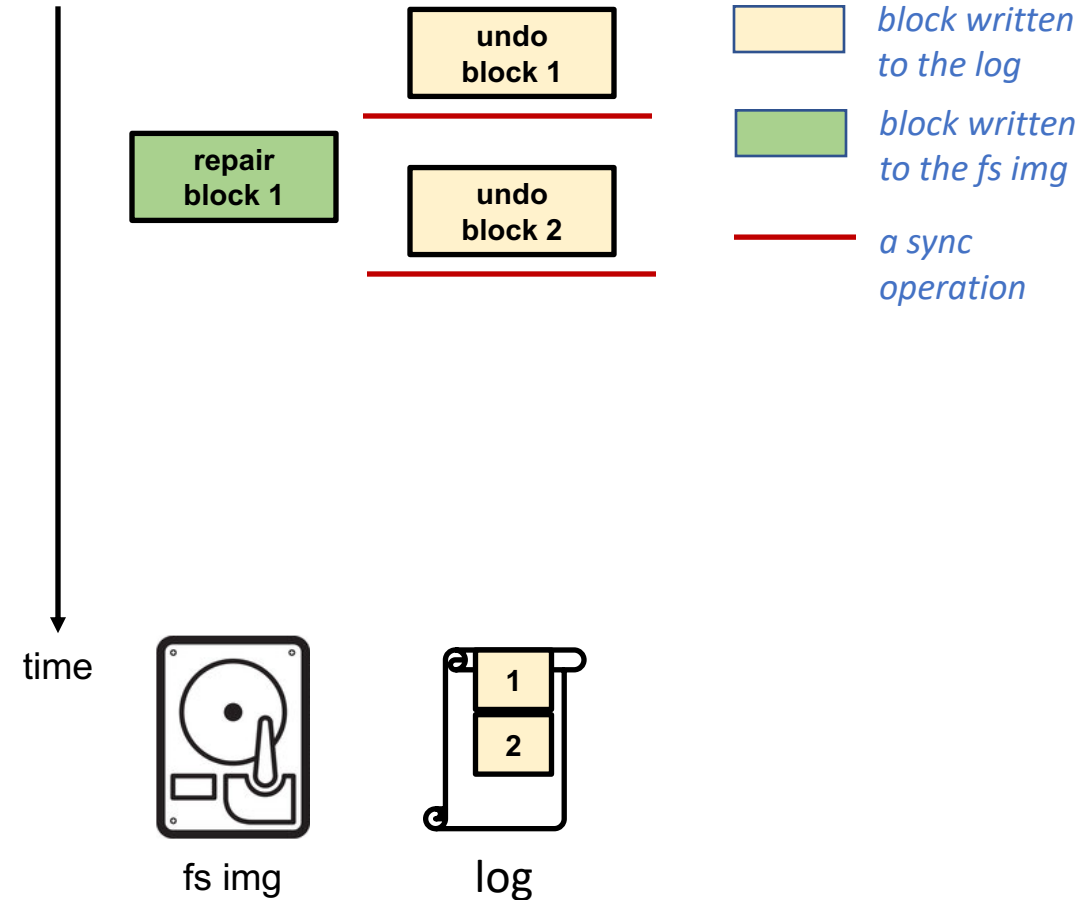 undo
block 1
repair
block 1
undo
block 2
block written
to the log
block written
to the fs img
a sync
operation
time
1
2
fs img
log